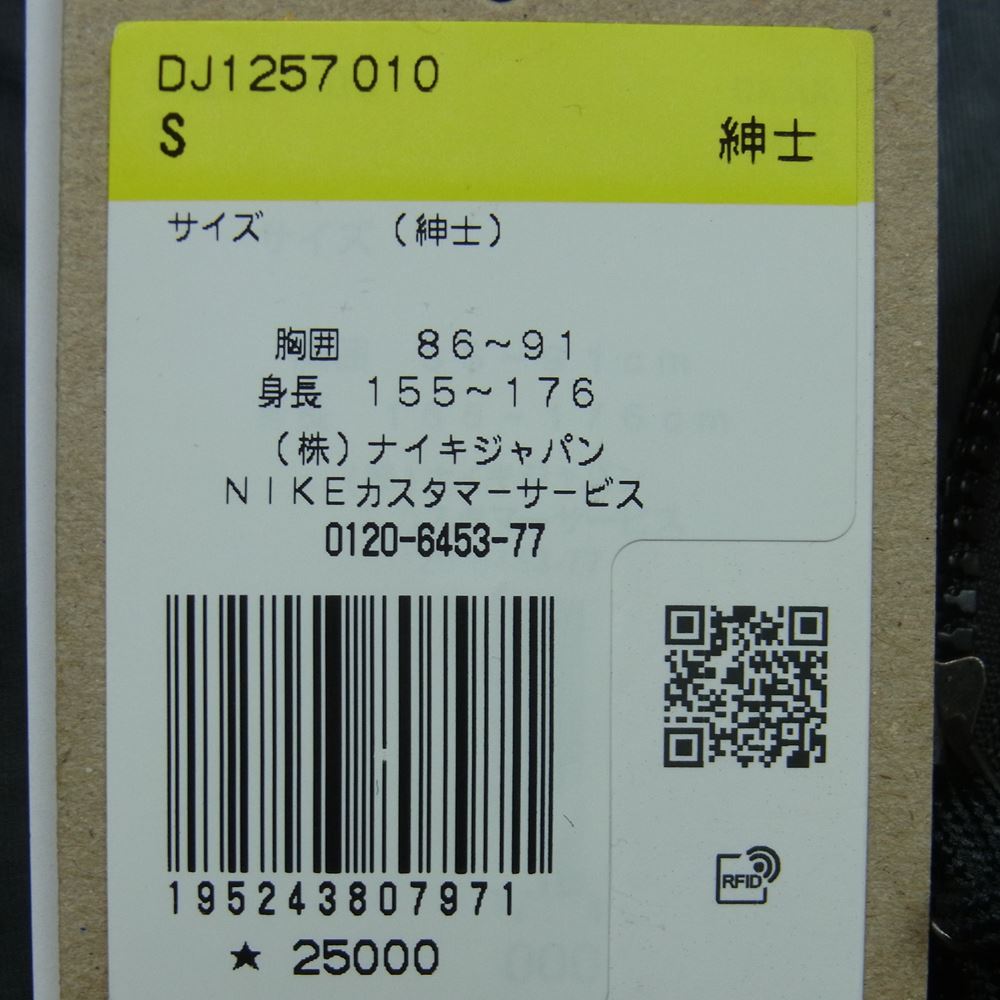 DJ1257 010
S 紳士
サイズ （紳士）
胸囲 86～91
身長 155～176
（株）ナイキジャパン
NIKEカスタマーサービス
0120-6453-77
195243807971
★ 25000
RFID